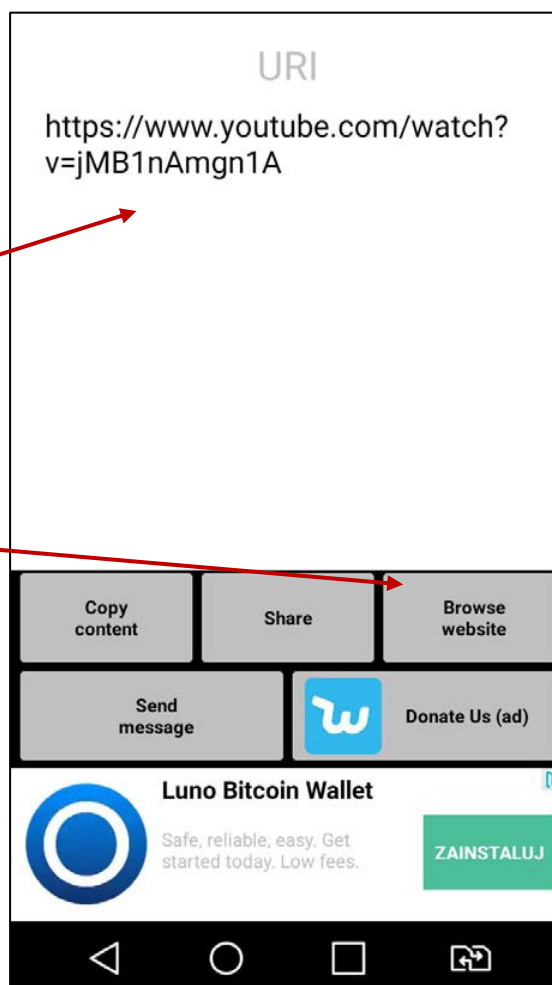 URI
https://www.youtube.com/watch?
v=jMB1nAmgn1A
Copy
content
Share
Browse
website
Send
message
Donate Us (ad)
Luno Bitcoin Wallet
Safe, reliable, easy. Get
started today. Low fees.
ZAINSTALUJ